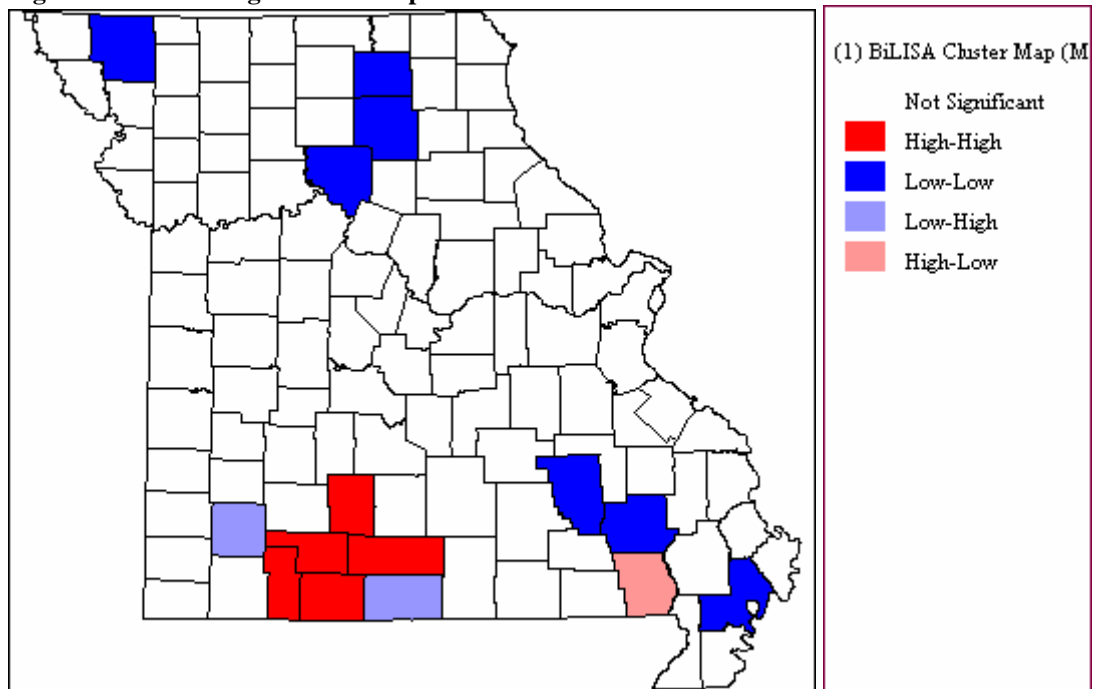 (1) BiLISA Cluster Map (M
Not Significant
High-High
Low-Low
Low-High
High-Low